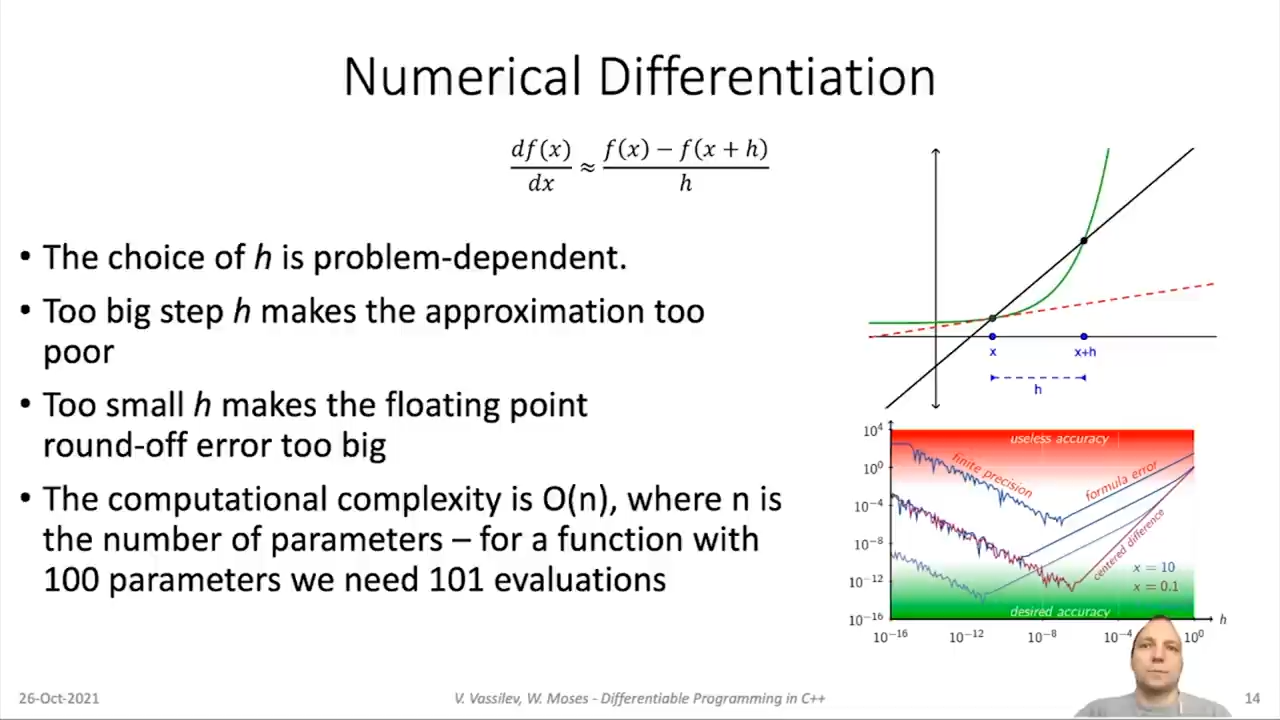 Numerical Differentiation
df(x)/dx ≈ f(x) − f(x + h)/h
• The choice of h is problem-dependent.
• Too big step h makes the approximation too
poor
• Too small h makes the floating point
round-off error too big
• The computational complexity is O(n), where n is
the number of parameters – for a function with
100 parameters we need 101 evaluations
x
x+h
h
10⁴
10⁰
10⁻⁴
10⁻⁸
10⁻¹²
10⁻¹⁶
useless accuracy
finite precision
formula error
centered difference
x = 10
x = 0.1
desired accuracy
h
10⁻¹⁶
10⁻¹²
10⁻⁸
10⁻⁴
10⁰
26-Oct-2021
V. Vassilev, W. Moses - Differentiable Programming in C++
14